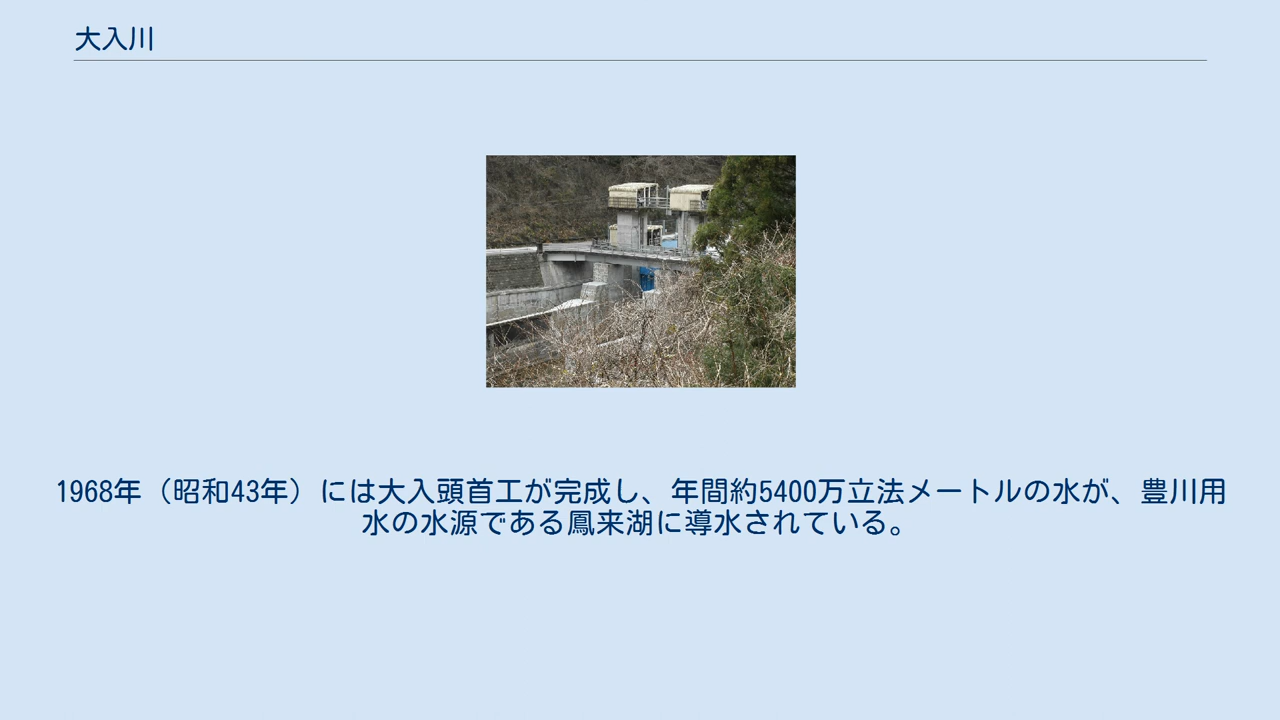 大入川
1968年（昭和43年）には大入頭首工が完成し、年間約5400万立法メートルの水が、豊川用
水の水源である鳳来湖に導水されている。